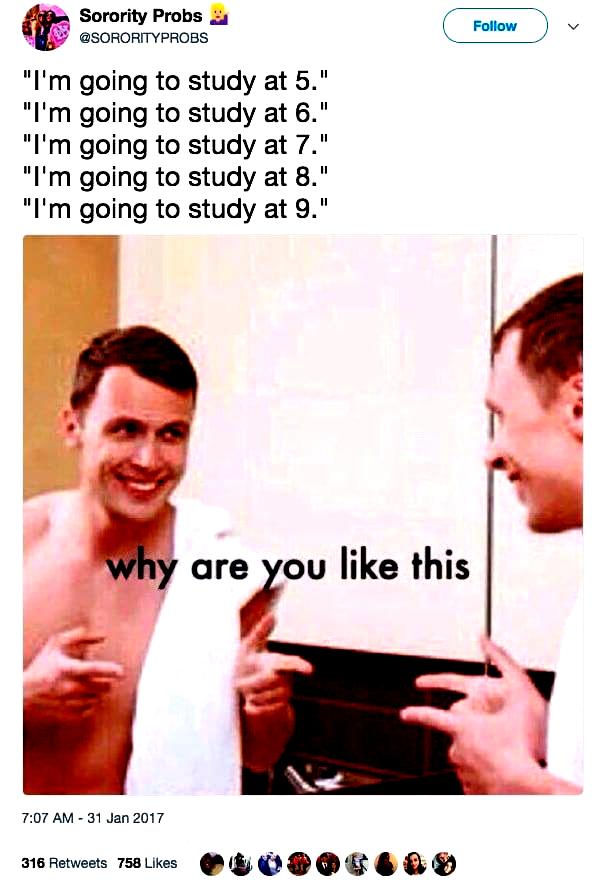 Sorority Probs 💁🏼
@SORORITYPROBS
Follow
"I'm going to study at 5."
"I'm going to study at 6."
"I'm going to study at 7."
"I'm going to study at 8."
"I'm going to study at 9."
why are you like this
7:07 AM - 31 Jan 2017
316 Retweets 758 Likes